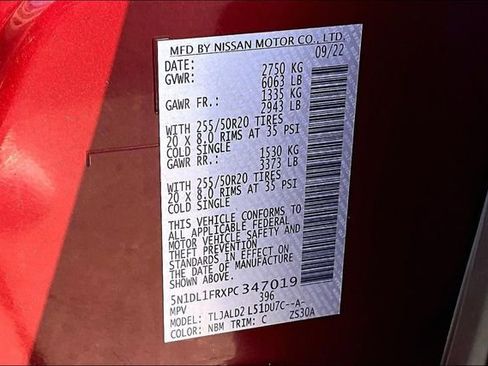 MFD BY NISSAN MOTOR CO., LTD.
DATE: 09/22
GVWR: 2750 KG
6063 LB
GAWR FR.: 1335 KG
2943 LB
WITH 255/50R20 TIRES
20 X 8.0 RIMS AT 35 PSI
COLD SINGLE
GAWR RR.: 1530 KG
3373 LB
WITH 255/50R20 TIRES
20 X 8.0 RIMS AT 35 PSI
COLD SINGLE
THIS VEHICLE CONFORMS TO
ALL APPLICABLE FEDERAL
MOTOR VEHICLE SAFETY AND
THEFT PREVENTION
STANDARDS IN EFFECT ON
THE DATE OF MANUFACTURE
SHOWN ABOVE.
5N1DL1FRXPC347019
MPV 396
MODEL: TLJALD2 L51DU7C--A-
COLOR: NBM TRIM: C ZS30A